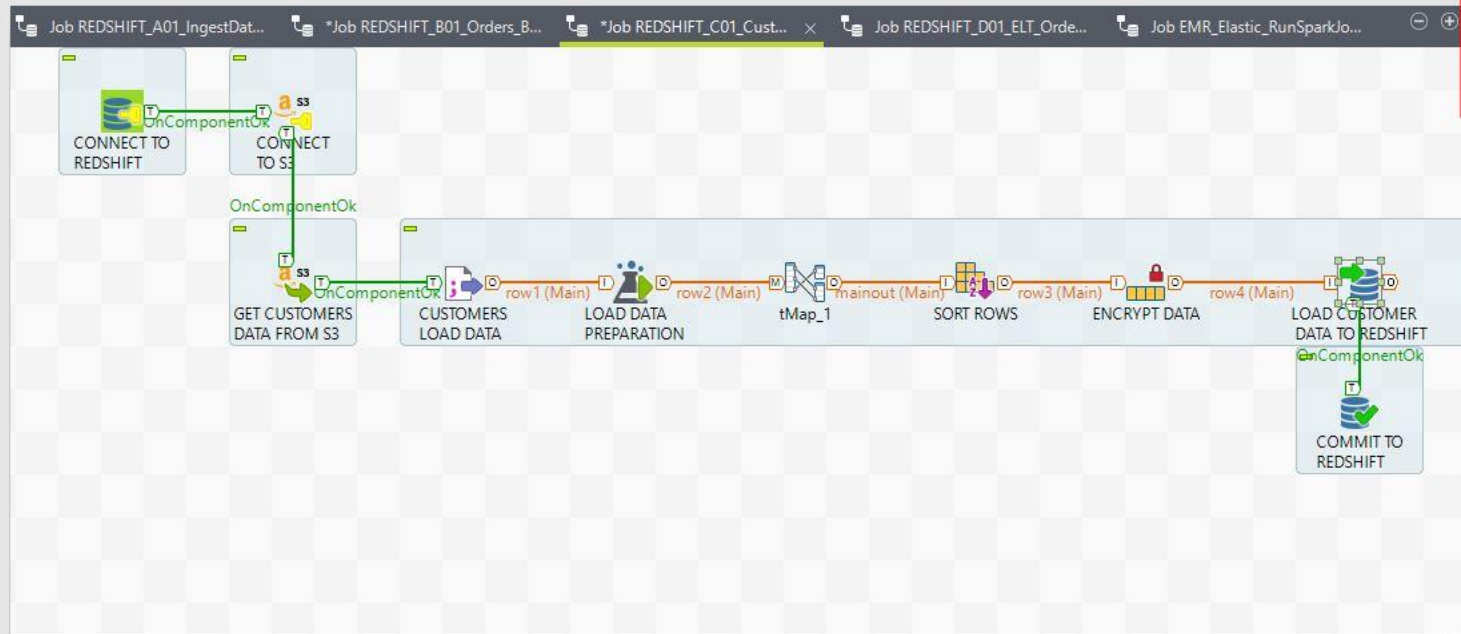 Job REDSHIFT_A01_IngestDat...
*Job REDSHIFT_B01_Orders_B...
*Job REDSHIFT_C01_Cust...
Job REDSHIFT_D01_ELT_Orde...
Job EMR_Elastic_RunSparkJo...
T
OnComponentOk
T
a S3
CONNECT TO
REDSHIFT
T
CONNECT
TO S3
OnComponentOk
T
a S3
T
OnComponentOk
T
O
row1 (Main)
I
O
row2 (Main)
M
O
mainout (Main)
I
A
Z
O
row3 (Main)
I
O
row4 (Main)
I
O
GET CUSTOMERS
DATA FROM S3
CUSTOMERS
LOAD DATA
LOAD DATA
PREPARATION
tMap_1
SORT ROWS
ENCRYPT DATA
LOAD CUSTOMER
DATA TO REDSHIFT
T
OnComponentOk
T
COMMIT TO
REDSHIFT